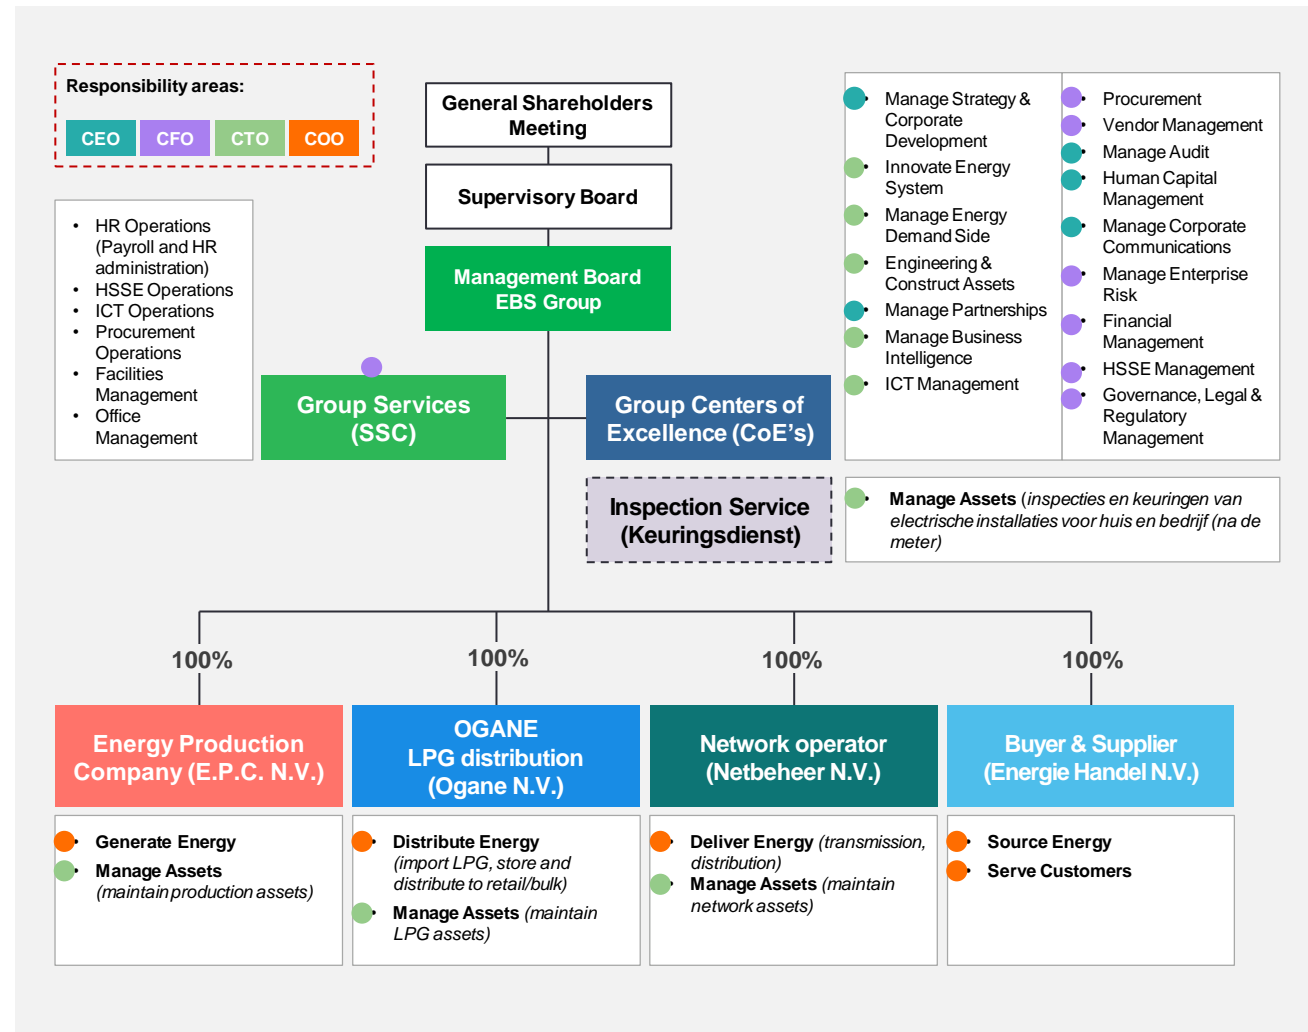 Responsibility areas:
CEO
CFO
CTO
COO
General Shareholders
Meeting
Supervisory Board
Management Board
EBS Group
• HR Operations
(Payroll and HR
administration)
• HSSE Operations
• ICT Operations
• Procurement
Operations
• Facilities
Management
• Office
Management
Group Services
(SSC)
Group Centers of
Excellence (CoE's)
• Manage Strategy &
Corporate
Development
• Innovate Energy
System
• Manage Energy
Demand Side
• Engineering &
Construct Assets
• Manage Partnerships
• Manage Business
Intelligence
• ICT Management
• Procurement
• Vendor Management
• Manage Audit
• Human Capital
Management
• Manage Corporate
Communications
• Manage Enterprise
Risk
• Financial
Management
• HSSE Management
• Governance, Legal &
Regulatory
Management
Inspection Service
(Keuringsdienst)
• Manage Assets (inspecties en keuringen van
electrische installaties voor huis en bedrijf (na de
meter)
100%
100%
100%
100%
Energy Production
Company (E.P.C. N.V.)
OGANE
LPG distribution
(Ogane N.V.)
Network operator
(Netbeheer N.V.)
Buyer & Supplier
(Energie Handel N.V.)
• Generate Energy
• Manage Assets
(maintain production assets)
• Distribute Energy
(import LPG, store and
distribute to retail/bulk)
• Manage Assets (maintain
LPG assets)
• Deliver Energy (transmission,
distribution)
• Manage Assets (maintain
network assets)
• Source Energy
• Serve Customers